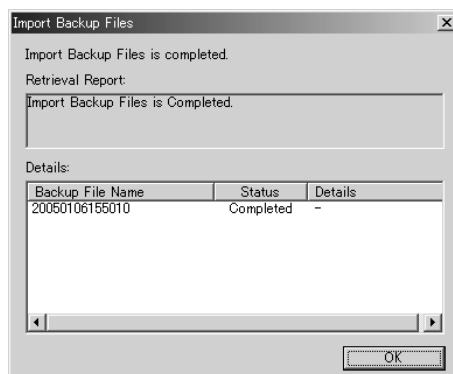 Import Backup Files
Import Backup Files is completed.
Retrieval Report:
Import Backup Files is Completed.
Details:
Backup File Name Status Details
20050106155010 Completed -
OK